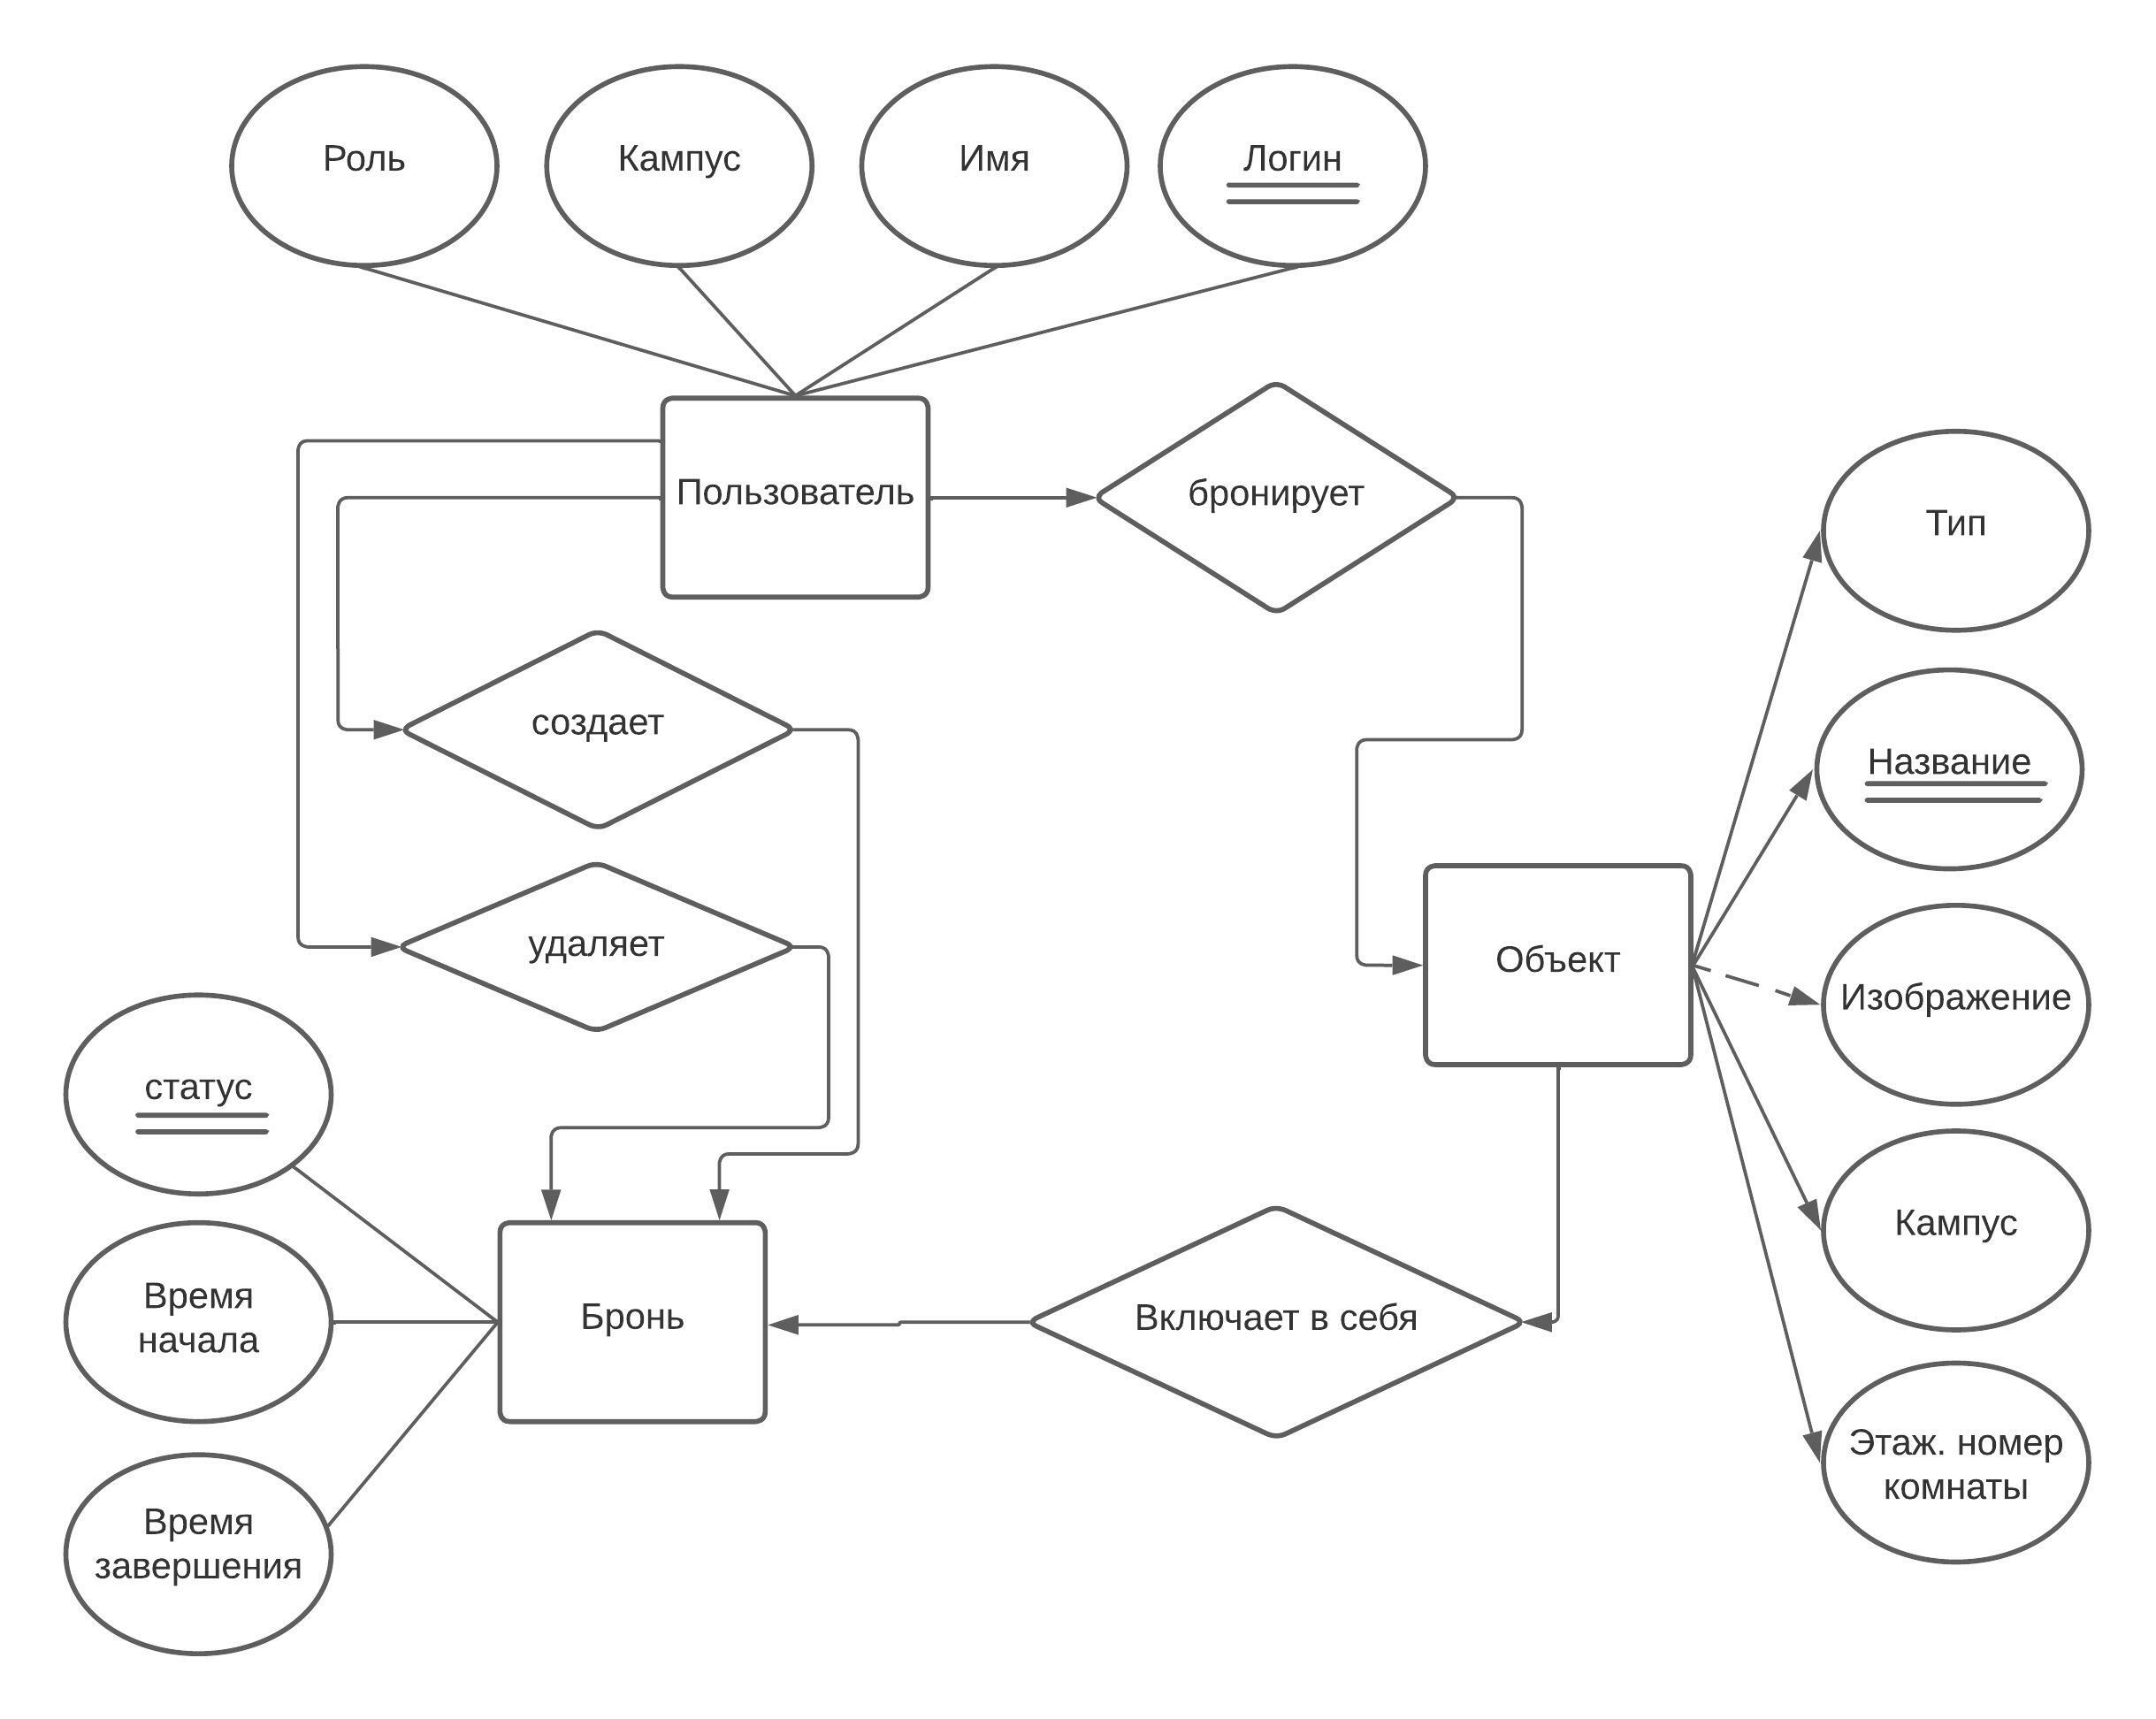 Роль
Кампус
Имя
Логин
Пользователь
бронирует
Тип
создает
Название
удаляет
Объект
Изображение
статус
Кампус
Время
начала
Бронь
Включает в себя
Этаж. номер
комнаты
Время
завершения